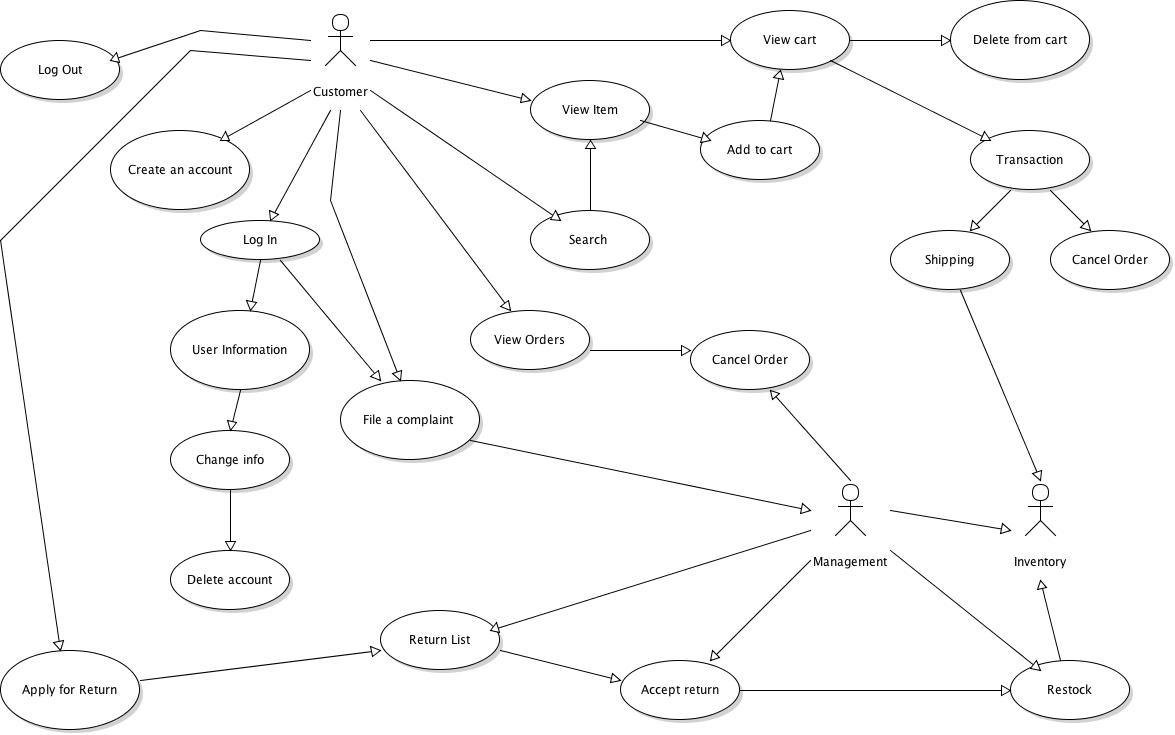 View cart
Delete from cart
Log Out
Customer
View Item
Add to cart
Create an account
Transaction
Log In
Search
Shipping
Cancel Order
User Information
View Orders
Cancel Order
File a complaint
Change info
Management
Inventory
Delete account
Return List
Apply for Return
Accept return
Restock